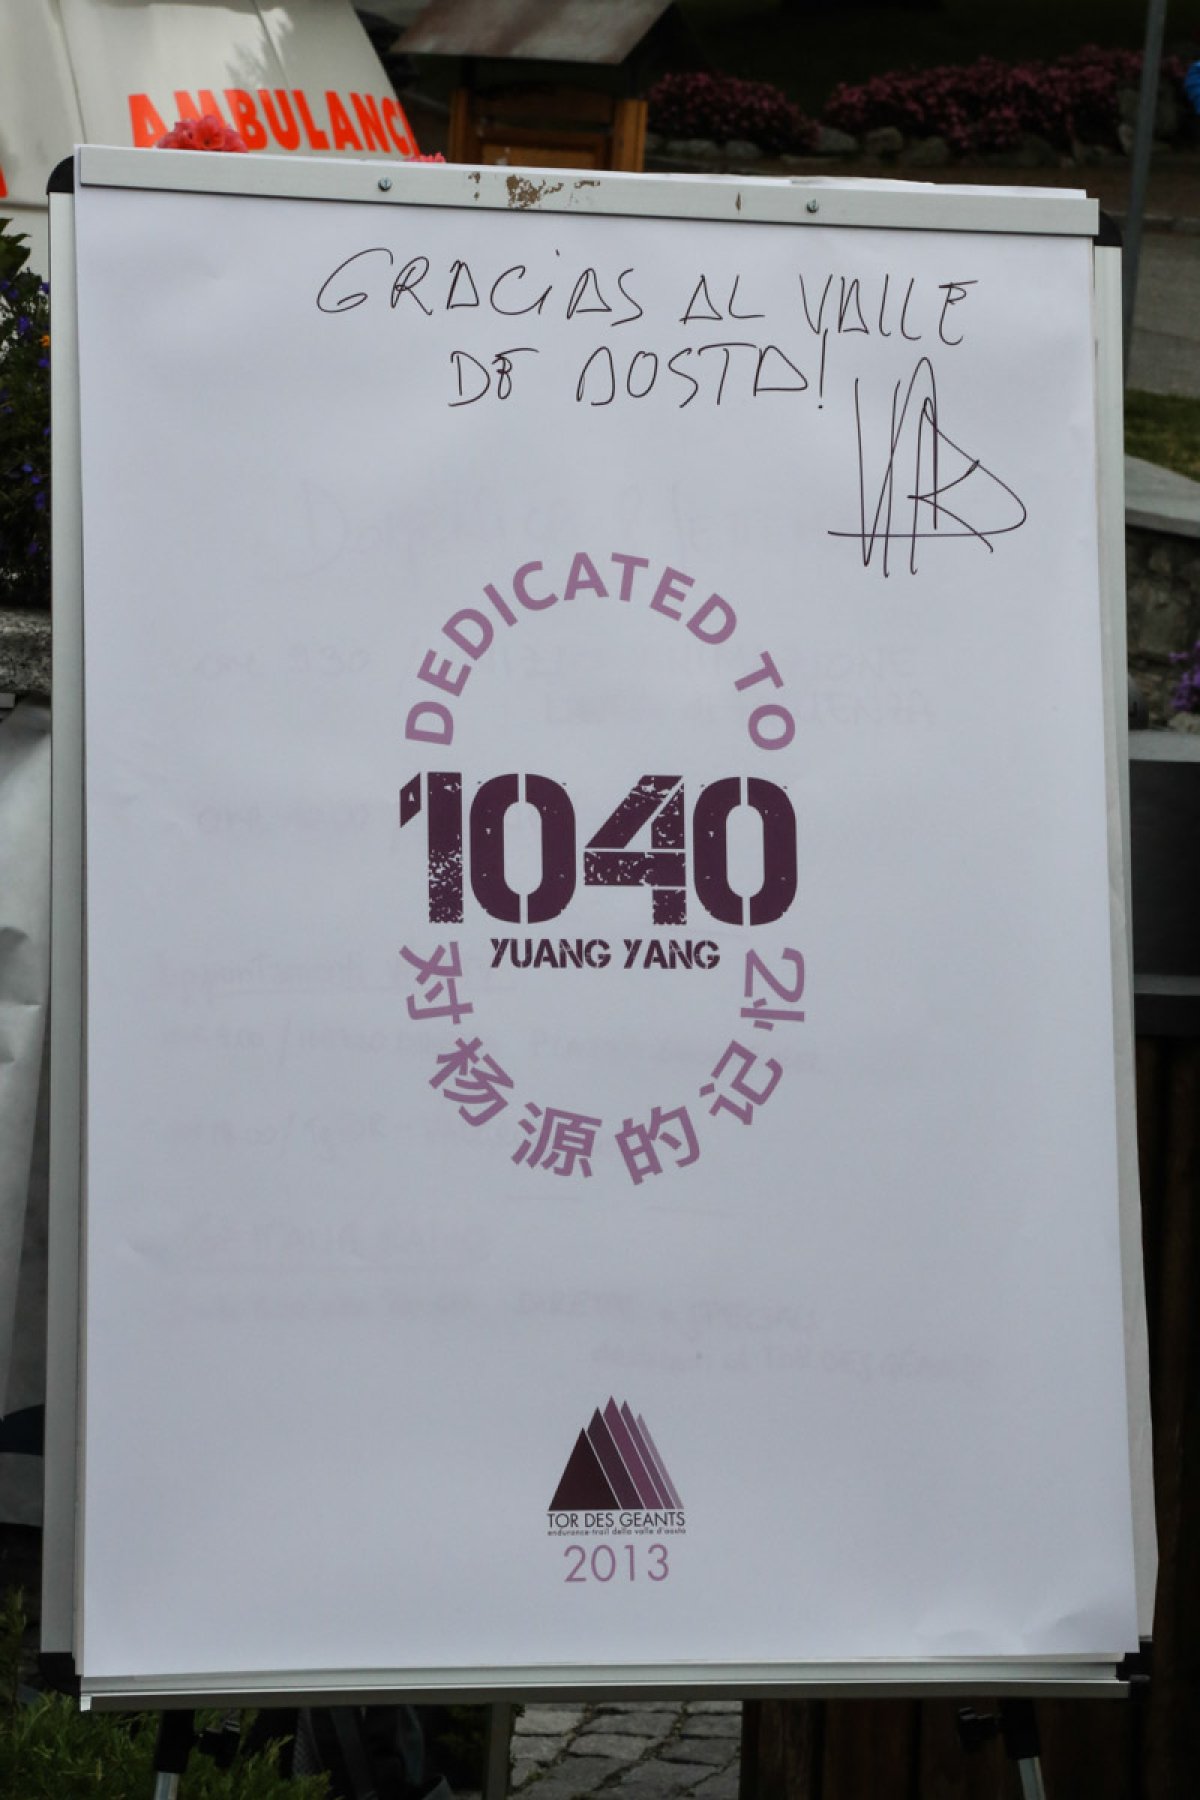 AMBULANC
GRACIAS AL VALLE
DE AOSTA!
DEDICATED TO
1040
YUANG YANG
对杨源的记忆
TOR DES GEANTS
endurance trail della valle d'aosta
2013